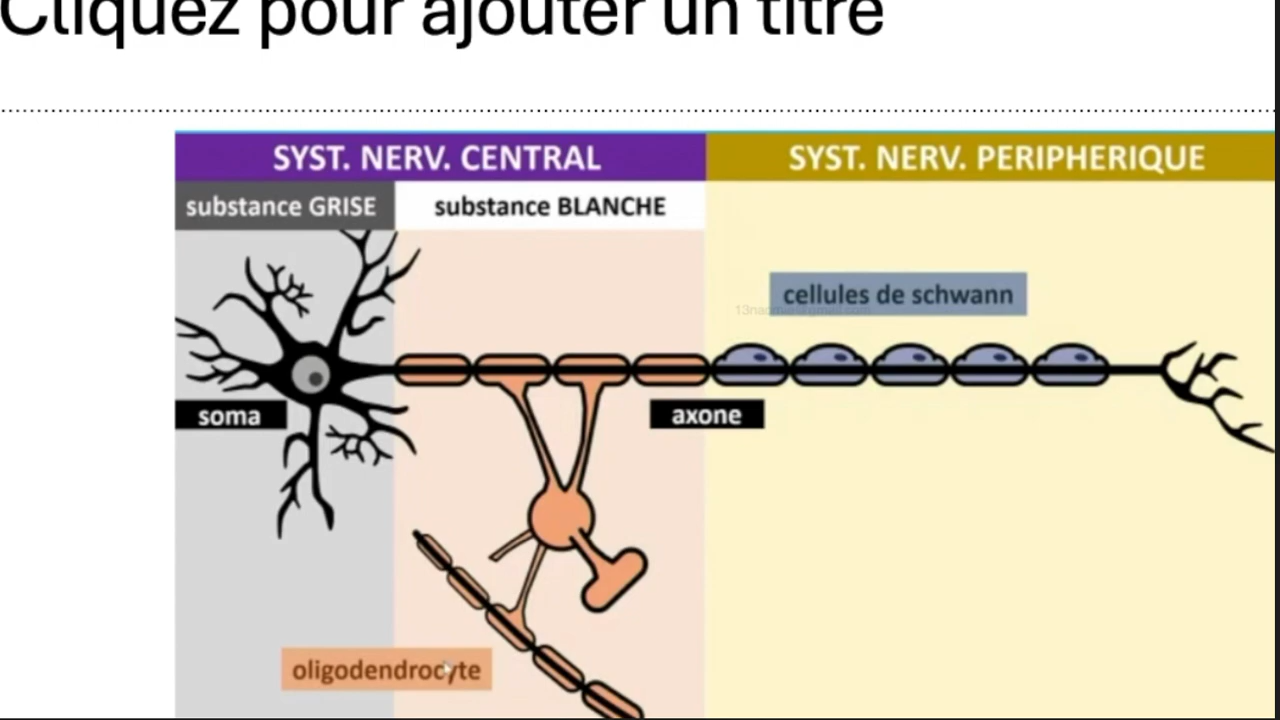 Cliquez pour ajouter un titre
SYST. NERV. CENTRAL
SYST. NERV. PERIPHERIQUE
substance GRISE
substance BLANCHE
cellules de schwann
soma
axone
oligodendrocyte